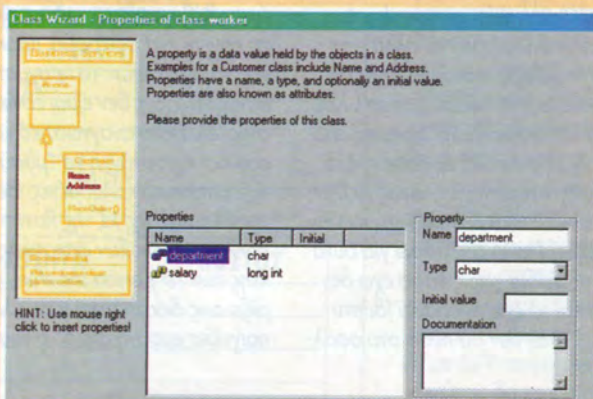 Class Wizard - Properties of class worker
Customer Services
Person
Customer
Name
Address
PlaceOrder()
A property is a data value held by the objects in a class.
Examples for a Customer class include Name and Address.
Properties have a name, a type, and optionally an initial value.
Properties are also known as attributes.
Please provide the properties of this class.
HINT: Use mouse right
click to insert properties!
Properties
Name Type Initial
department char
salary long int
Property
Name department
Type char
Initial value
Documentation